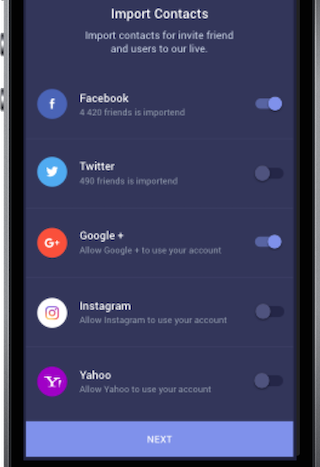 Import Contacts
Import contacts for invite friend
and users to our live.
Facebook
4 420 friends is importend
Twitter
490 friends is importend
G+
Google +
Allow Google + to use your account
Instagram
Allow Instagram to use your account
Yahoo
Allow Yahoo to use your account
NEXT